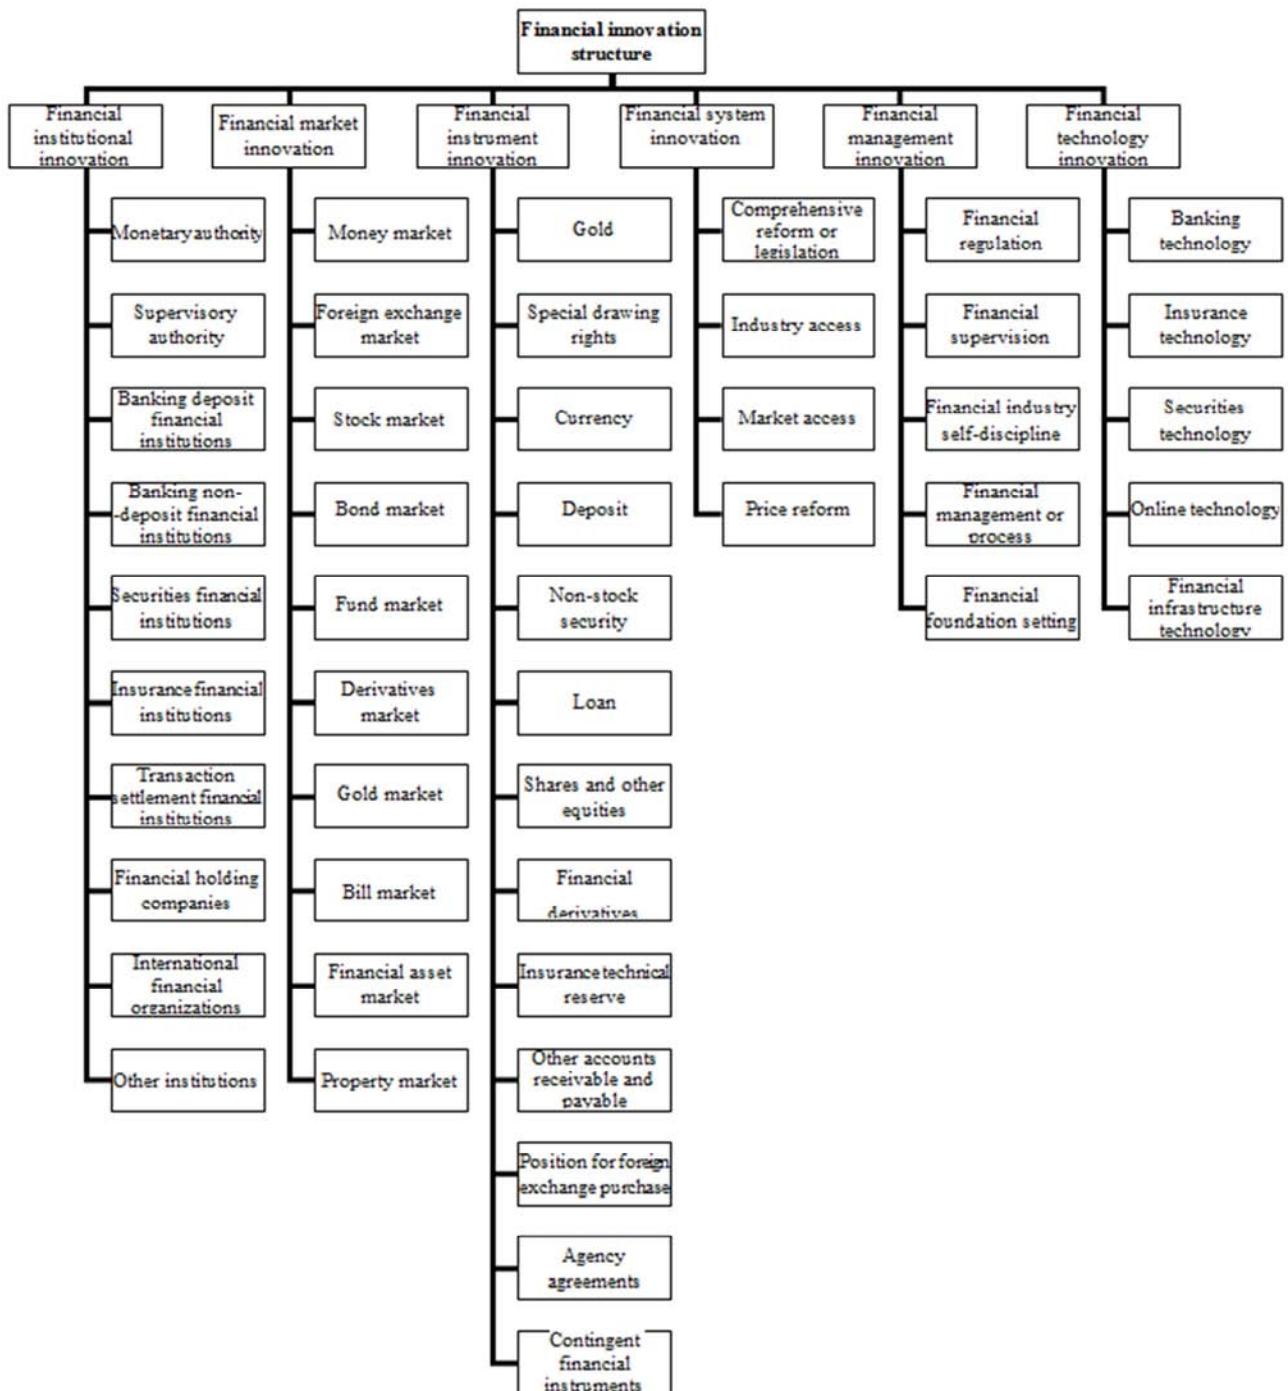 Financial innovation
structure
Financial
institutional
innovation
Financial market
innovation
Financial
instrument
innovation
Financial system
innovation
Financial
management
innovation
Financial
technology
innovation
Monetary authority
Supervisory
authority
Banking deposit
financial
institutions
Banking non-
-deposit financial
institutions
Securities financial
institutions
Insurance financial
institutions
Transaction
settlement financial
institutions
Financial holding
companies
International
financial
organizations
Other institutions
Money market
Foreign exchange
market
Stock market
Bond market
Fund market
Derivatives
market
Gold market
Bill market
Financial asset
market
Property market
Gold
Special drawing
rights
Currency
Deposit
Non-stock
security
Loan
Shares and other
equities
Financial
derivatives
Insurance technical
reserve
Other accounts
receivable and
payable
Position for foreign
exchange purchase
Agency
agreements
Contingent
financial
instruments
Comprehensive
reform or
legislation
Industry access
Market access
Price reform
Financial
regulation
Financial
supervision
Financial industry
self-discipline
Financial
management or
process
Financial
foundation setting
Banking
technology
Insurance
technology
Securities
technology
Online technology
Financial
infrastructure
technology